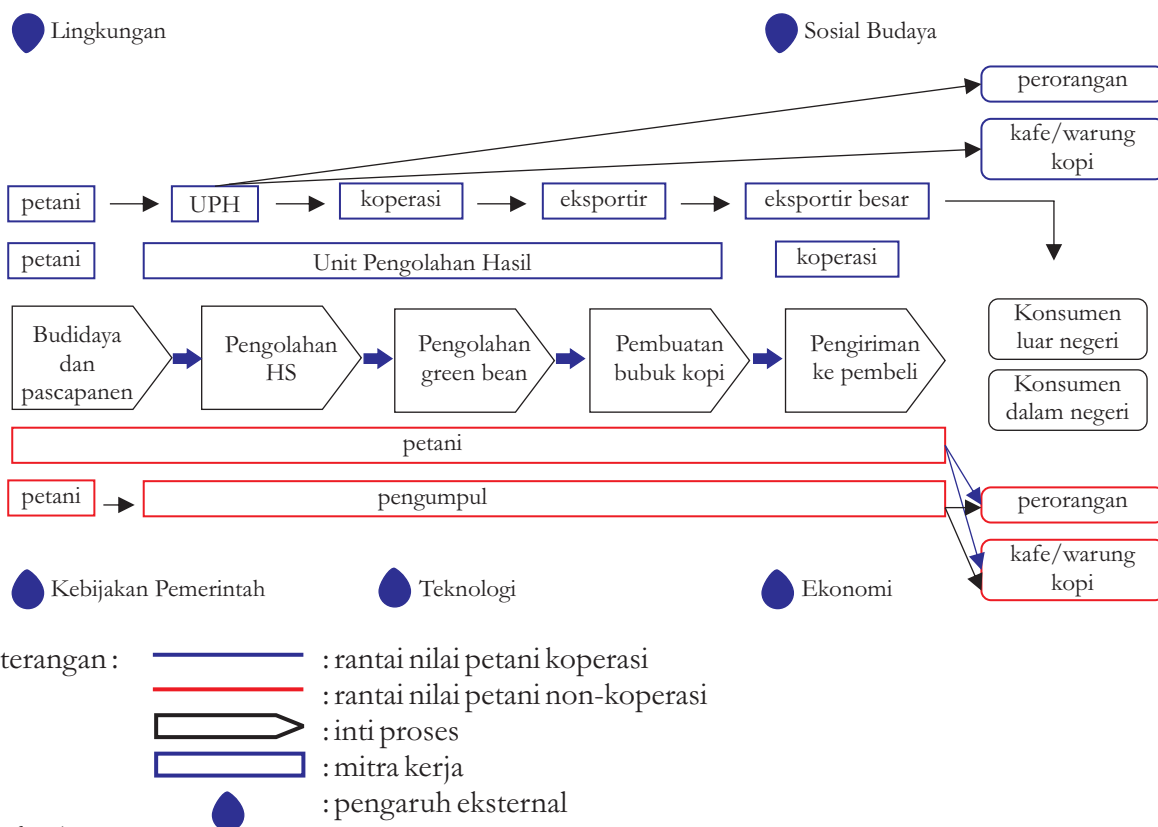 Lingkungan
Sosial Budaya
perorangan
kafe/warung
kopi
petani
UPH
koperasi
eksportir
eksportir besar
petani
Unit Pengolahan Hasil
koperasi
Budidaya
dan
pascapanen
Pengolahan
HS
Pengolahan
green bean
Pembuatan
bubuk kopi
Pengiriman
ke pembeli
Konsumen
luar negeri
Konsumen
dalam negeri
petani
petani
pengumpul
perorangan
kafe/warung
kopi
Kebijakan Pemerintah
Teknologi
Ekonomi
terangan :
: rantai nilai petani koperasi
: rantai nilai petani non-koperasi
: inti proses
: mitra kerja
: pengaruh eksternal